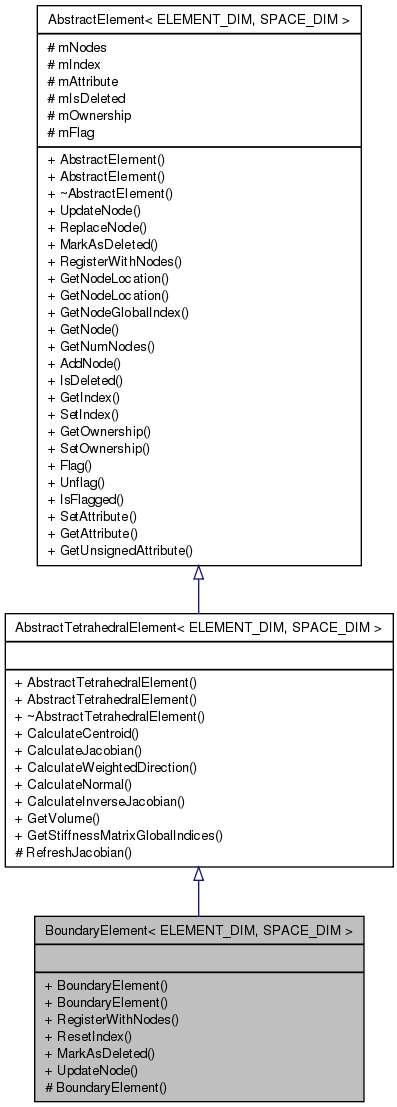 AbstractElement< ELEMENT_DIM, SPACE_DIM >
# mNodes
# mIndex
# mAttribute
# mIsDeleted
# mOwnership
# mFlag
+ AbstractElement()
+ AbstractElement()
+ ~AbstractElement()
+ UpdateNode()
+ ReplaceNode()
+ MarkAsDeleted()
+ RegisterWithNodes()
+ GetNodeLocation()
+ GetNodeLocation()
+ GetNodeGlobalIndex()
+ GetNode()
+ GetNumNodes()
+ AddNode()
+ IsDeleted()
+ GetIndex()
+ SetIndex()
+ GetOwnership()
+ SetOwnership()
+ Flag()
+ Unflag()
+ IsFlagged()
+ SetAttribute()
+ GetAttribute()
+ GetUnsignedAttribute()
AbstractTetrahedralElement< ELEMENT_DIM, SPACE_DIM >
+ AbstractTetrahedralElement()
+ AbstractTetrahedralElement()
+ ~AbstractTetrahedralElement()
+ CalculateCentroid()
+ CalculateJacobian()
+ CalculateWeightedDirection()
+ CalculateNormal()
+ CalculateInverseJacobian()
+ GetVolume()
+ GetStiffnessMatrixGlobalIndices()
# RefreshJacobian()
BoundaryElement< ELEMENT_DIM, SPACE_DIM >
+ BoundaryElement()
+ BoundaryElement()
+ RegisterWithNodes()
+ ResetIndex()
+ MarkAsDeleted()
+ UpdateNode()
# BoundaryElement()